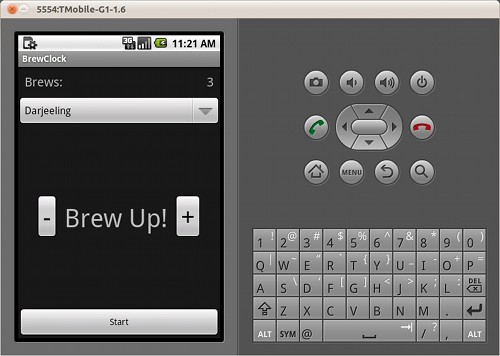 5554:TMobile-G1-1.6
3G
11:21 AM
BrewClock
Brews: 3
Darjeeling
- Brew Up! +
Start
MENU
1 ! 2 @ 3 # 4 $ 5 % 6 ^ 7 & 8 * 9 ( 0 )
Q | W ~ E " R ` T { Y } U _ I - O + P =
A S \ D ' F [ G ] H < J > K ; L : DEL
Z X C V B N M .
ALT SYM @ / ? , ALT